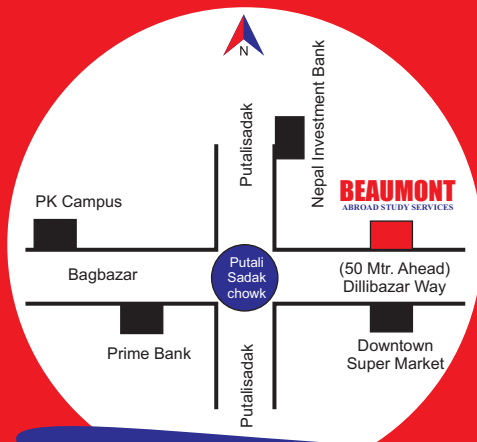 N
Putalisadak
Nepal Investment Bank
BEAUMONT
ABROAD STUDY SERVICES
PK Campus
Bagbazar
Putali
Sadak
chowk
(50 Mtr. Ahead)
Dillibazar Way
Prime Bank
Downtown
Super Market
Putalisadak